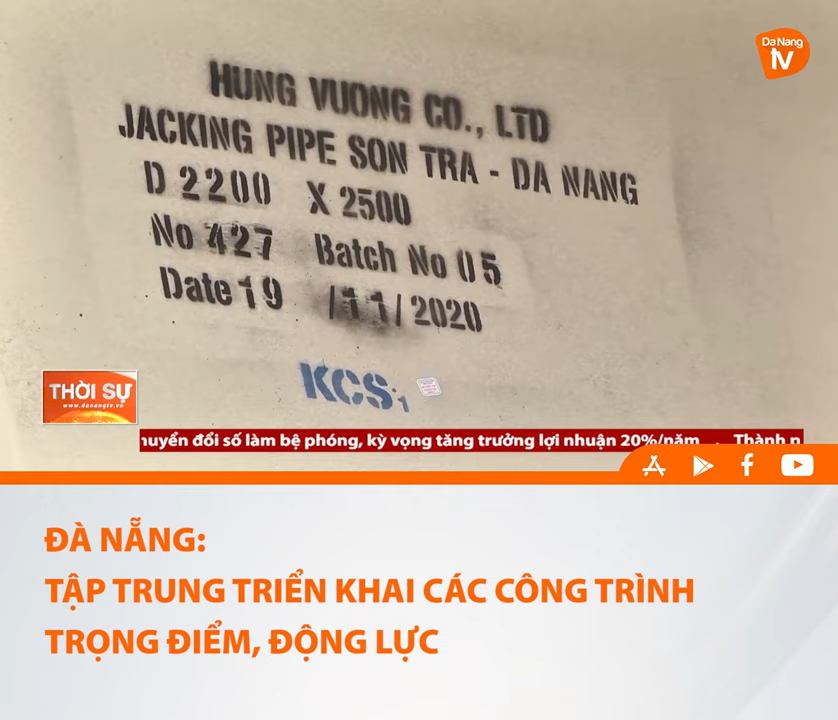 Da Nang
tv
HUNG VUONG CO., LTD
JACKING PIPE SON TRA - DA NANG
D 2200 X 2500
No 427 Batch No 05
Date 19 /11/2020
KCS1
THỜI SỰ
www.danangtv.vn
huyển đổi số làm bệ phóng, kỳ vọng tăng trưởng lợi nhuận 20%/năm . Thành p
ĐÀ NẴNG:
TẬP TRUNG TRIỂN KHAI CÁC CÔNG TRÌNH
TRỌNG ĐIỂM, ĐỘNG LỰC